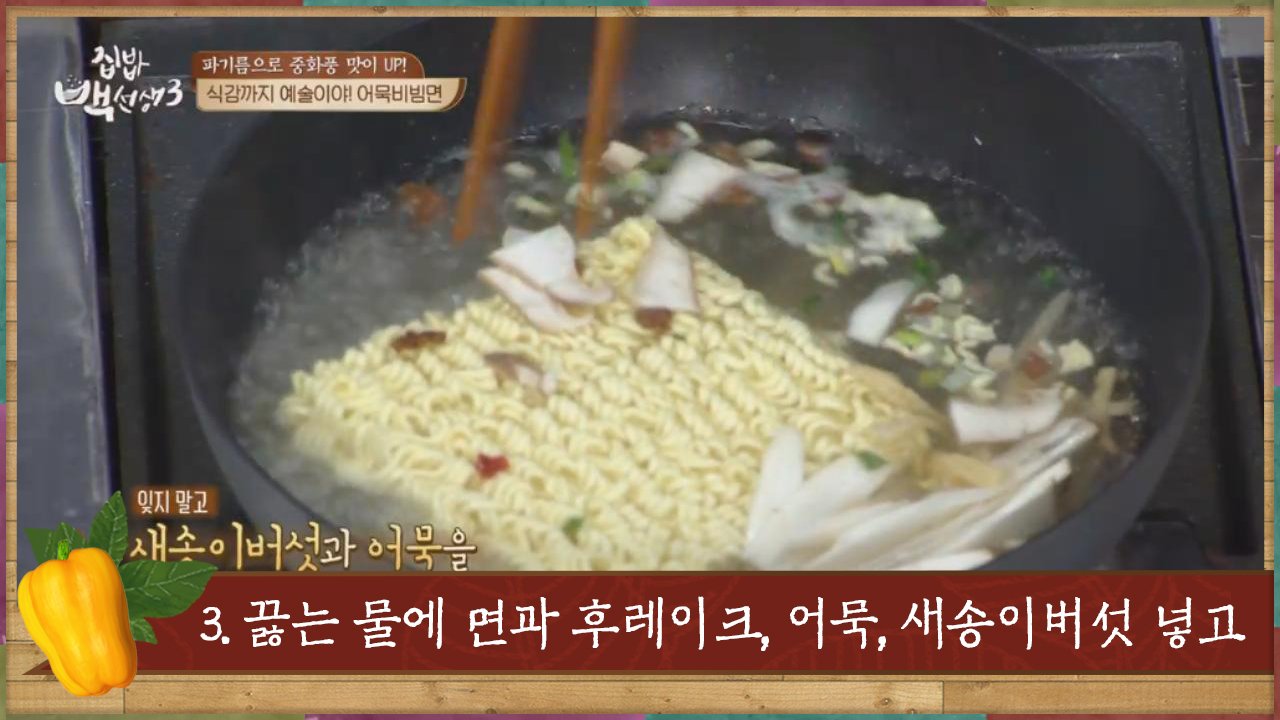 집밥
백선생3
파기름으로 중화풍 맛이 UP!
식감까지 예술이야! 어묵비빔면
잊지 말고
새송이버섯과 어묵을
3. 끓는 물에 면과 후레이크, 어묵, 새송이버섯 넣고